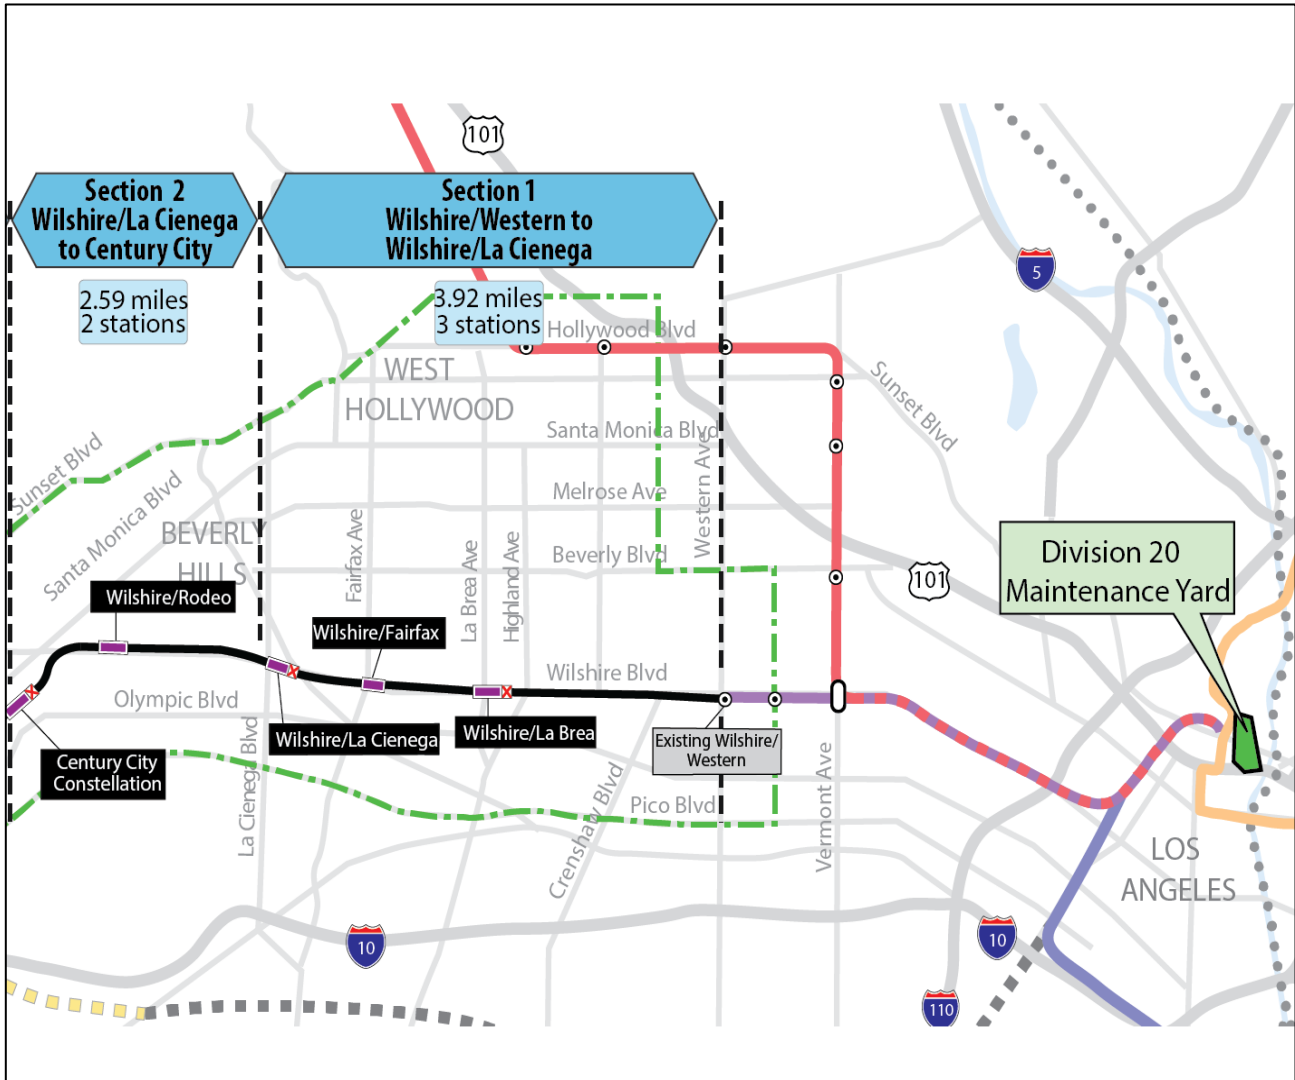 101
Section 2
Wilshire/La Cienega
to Century City
Section 1
Wilshire/Western to
Wilshire/La Cienega
5
2.59 miles
2 stations
3.92 miles
3 stations
Hollywood Blvd
WEST
HOLLYWOOD
Sunset Blvd
Santa Monica Blvd
Western Ave
Sunset Blvd
Santa Monica Blvd
Melrose Ave
BEVERLY
HILLS
Fairfax Ave
La Brea Ave
Highland Ave
Beverly Blvd
101
Division 20
Maintenance Yard
Wilshire/Rodeo
Wilshire/Fairfax
Wilshire Blvd
Olympic Blvd
La Cienega Blvd
Wilshire/La Cienega
Wilshire/La Brea
Existing Wilshire/
Western
Century City
Constellation
Crenshaw Blvd
Pico Blvd
Vermont Ave
LOS
ANGELES
10
10
110